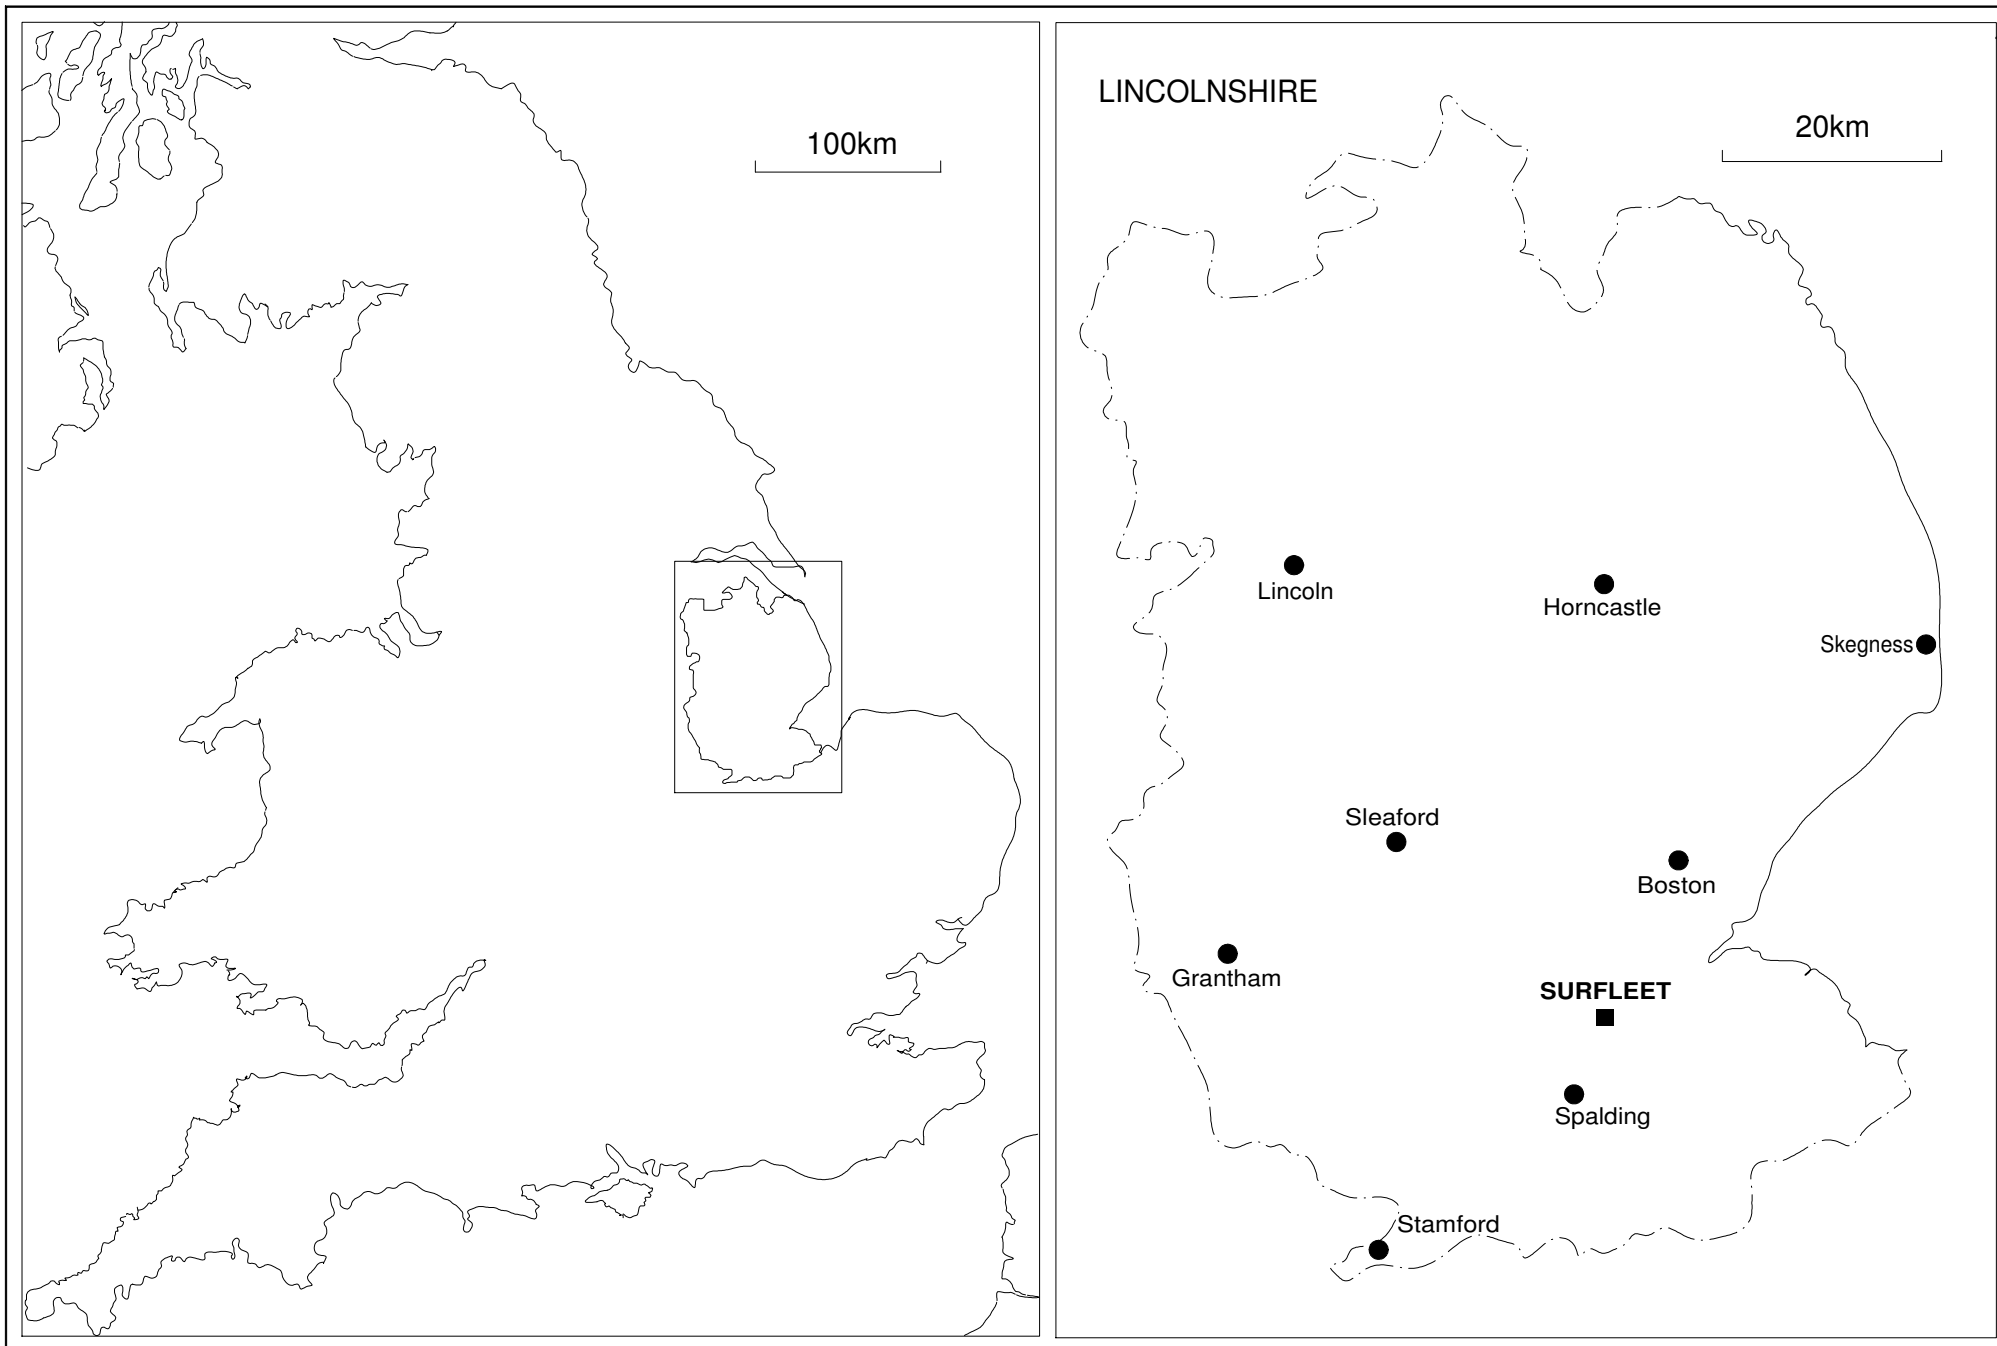 100km
LINCOLNSHIRE
20km
Lincoln
Horncastle
Skegness
Sleaford
Boston
Grantham
SURFLEET
Spalding
Stamford